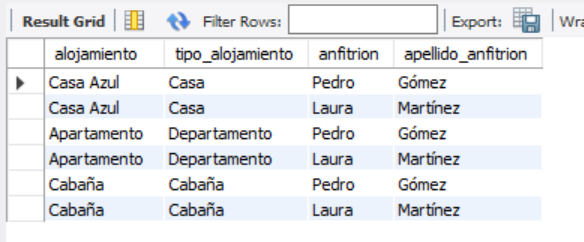 Result Grid Filter Rows: Export: Wra
alojamiento tipo_alojamiento anfitrion apellido_anfitrion
Casa Azul Casa Pedro Gómez
Casa Azul Casa Laura Martínez
Apartamento Departamento Pedro Gómez
Apartamento Departamento Laura Martínez
Cabaña Cabaña Pedro Gómez
Cabaña Cabaña Laura Martínez